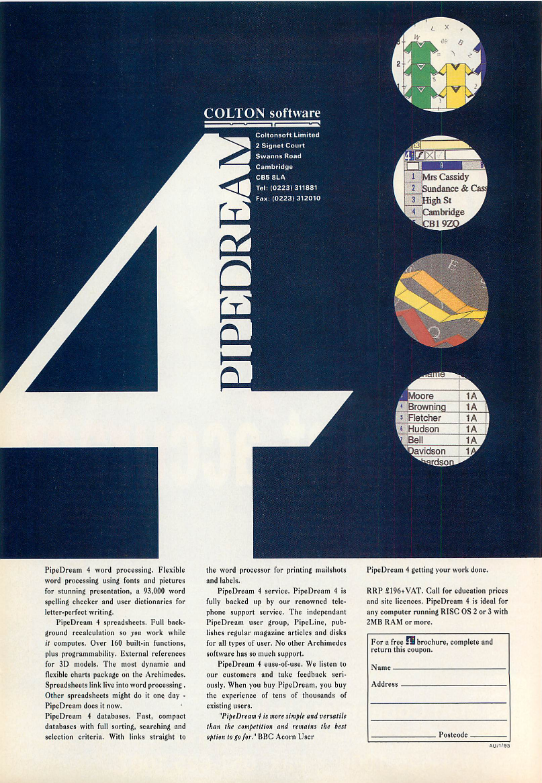 COLTON software
Coltonsoft Limited
2 Signet Court
Swanns Road
Cambridge
CB5 8LA
Tel: (0223) 311881
Fax. (0223) 312010
4
PIPEDREAM
1 Mrs Cassidy
2 Sundance & Cass
3 High St
4 Cambridge
CB1 9ZQ
Moore 1A
Browning 1A
Fletcher 1A
Hudson 1A
Bell 1A
Davidson 1A
PipeDream 4 word processing. Flexible
word processing using fonts and pictures
for stunning presentation, a 93,000 word
spelling checker and user dictionaries for
letter-perfect writing.
PipeDream 4 spreadsheets. Full back-
ground recalculation so you work while
it computes. Over 160 built-in functions,
plus programmability. External references
for 3D models. The most dynamic and
flexible charts package on the Archimedes.
Spreadsheets link live into word processing .
Other spreadsheets might do it one day -
PipeDream does it now.
PipeDream 4 databases. Fast, compact
databases with full sorting, searching and
selection criteria. With links straight to
the word processor for printing mailshots
and labels.
PipeDream 4 service. PipeDream 4 is
fully backed up by our renowned tele-
phone support service. The independant
PipeDream user group, PipeLine, pub-
lishes regular magazine articles and disks
for all types of user. No other Archimedes
software has so much support.
PipeDream 4 ease-of-use. We listen to
our customers and take feedback seri-
ously. When you buy PipeDream, you buy
the experience of tens of thousands of
existing users.
'PipeDream 4 is more simple and versatile
than the competition and remains the best
option to go for.' BBC Acorn User
PipeDream 4 getting your work done.
RRP £196+VAT. Call for education prices
and site licences. PipeDream 4 is ideal for
any computer running RISC OS 2 or 3 with
2MB RAM or more.
For a free 4 brochure, complete and
return this coupon.
Name
Address
Postcode